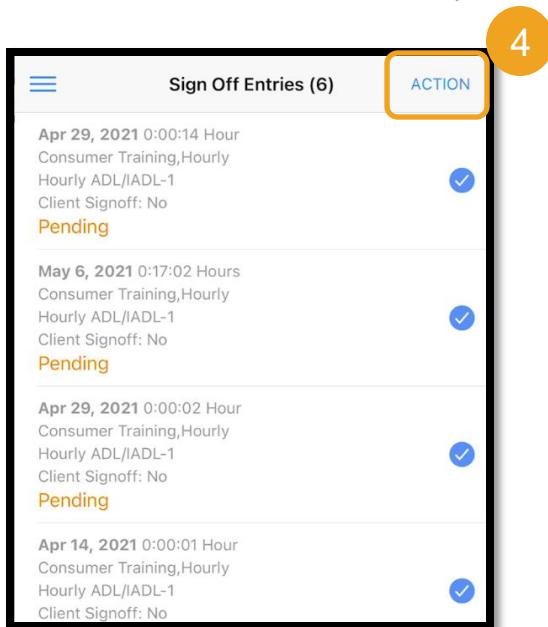 4
Sign Off Entries (6) ACTION
Apr 29, 2021 0:00:14 Hour
Consumer Training,Hourly
Hourly ADL/IADL-1
Client Signoff: No
Pending
May 6, 2021 0:17:02 Hours
Consumer Training,Hourly
Hourly ADL/IADL-1
Client Signoff: No
Pending
Apr 29, 2021 0:00:02 Hour
Consumer Training,Hourly
Hourly ADL/IADL-1
Client Signoff: No
Pending
Apr 14, 2021 0:00:01 Hour
Consumer Training,Hourly
Hourly ADL/IADL-1
Client Signoff: No